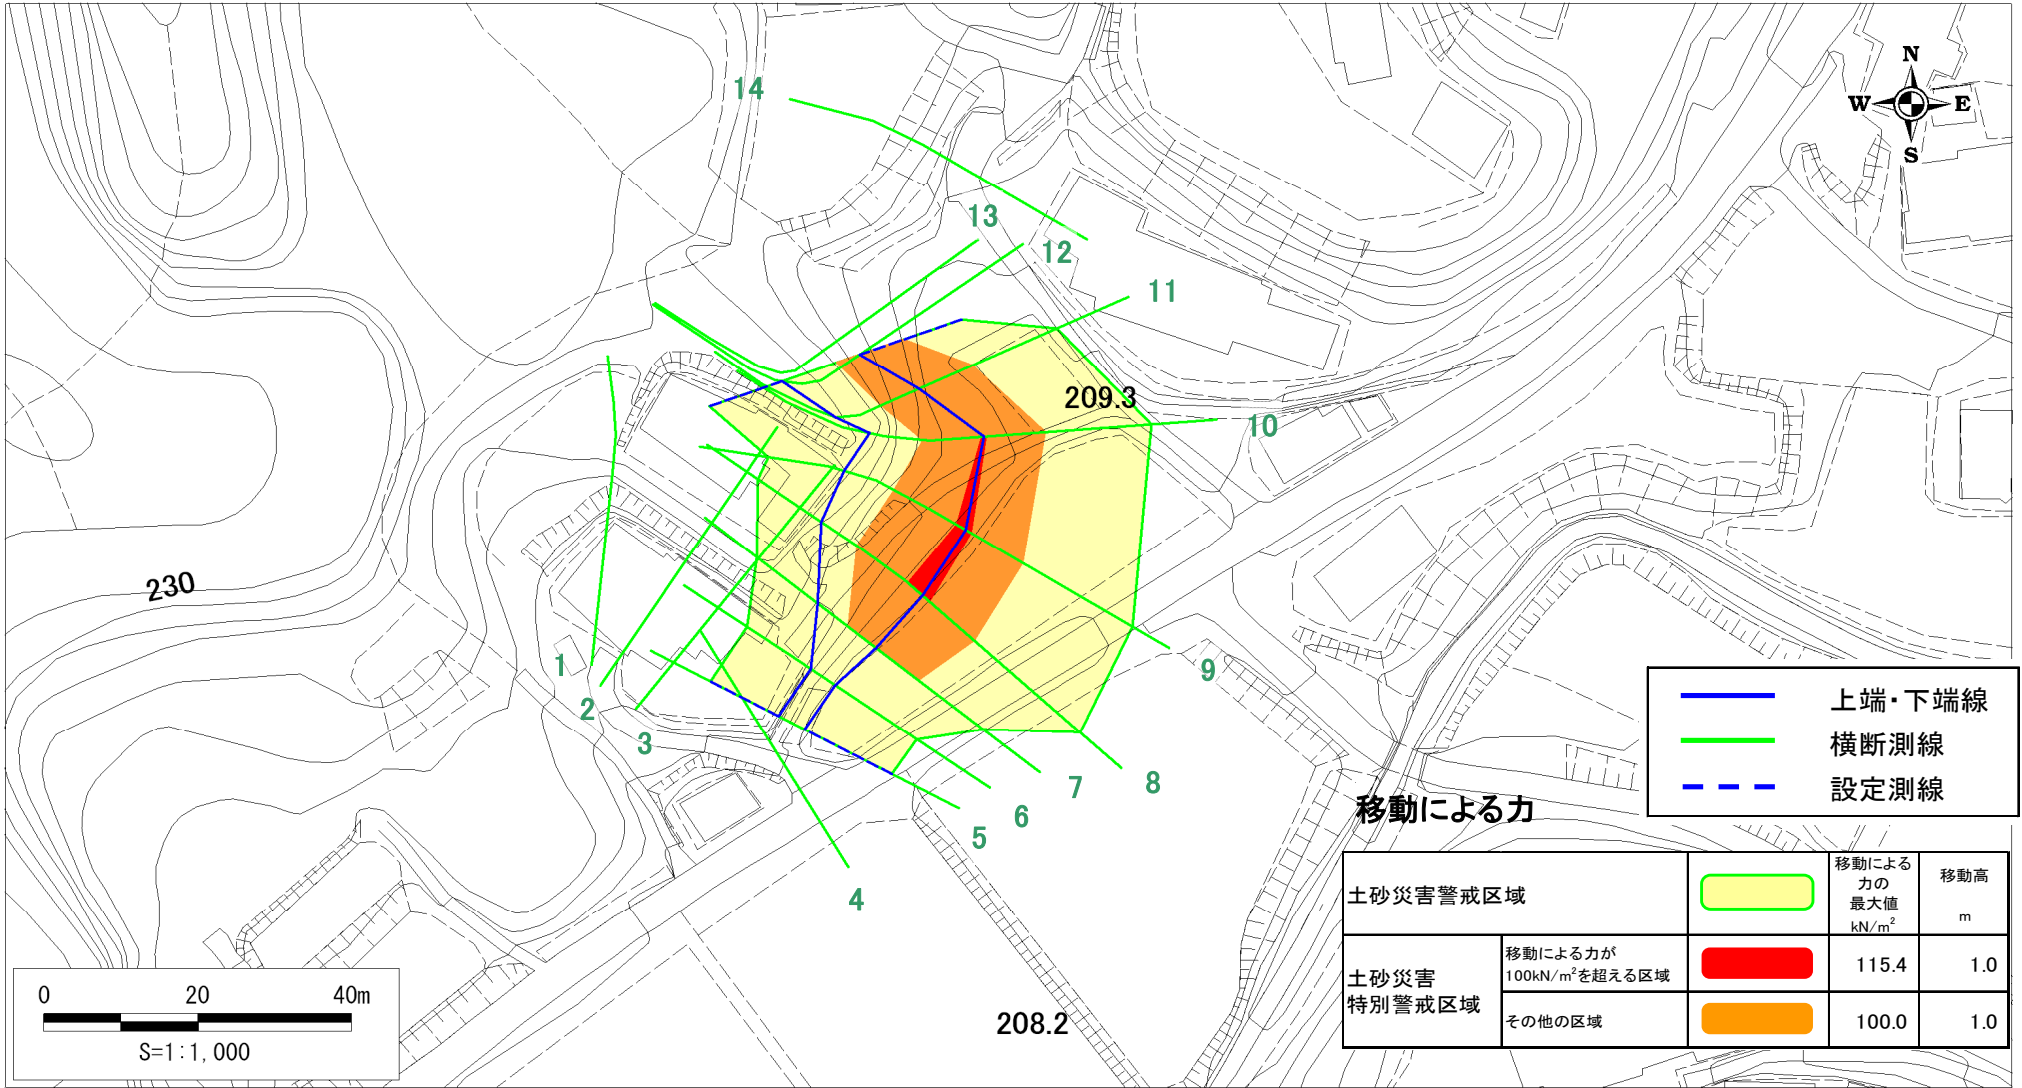 14
N
W E
S
13
12
11
209.3
10
230
1
2
3
9
8
7
6
5
4
208.2
上端・下端線
横断測線
設定測線
移動による力
土砂災害警戒区域
移動による
力の
最大値
kN/m²
移動高
m
土砂災害
特別警戒区域
移動による力が
100kN/m²を超える区域
115.4 1.0
その他の区域
100.0 1.0
0 20 40m
S=1:1,000